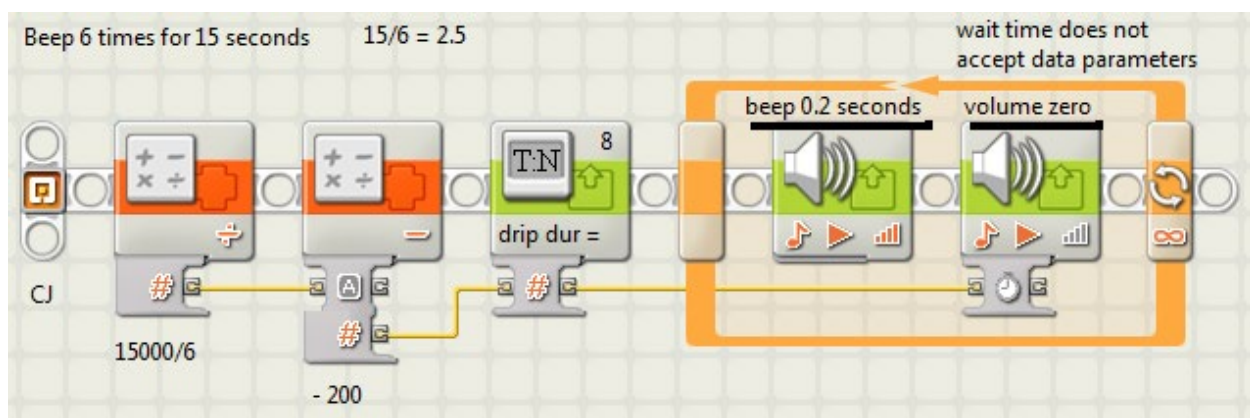 Beep 6 times for 15 seconds
15/6 = 2.5
wait time does not
accept data parameters
beep 0.2 seconds
volume zero
8
T:N
drip dur =
CJ
#
A
#
#
15000/6
- 200